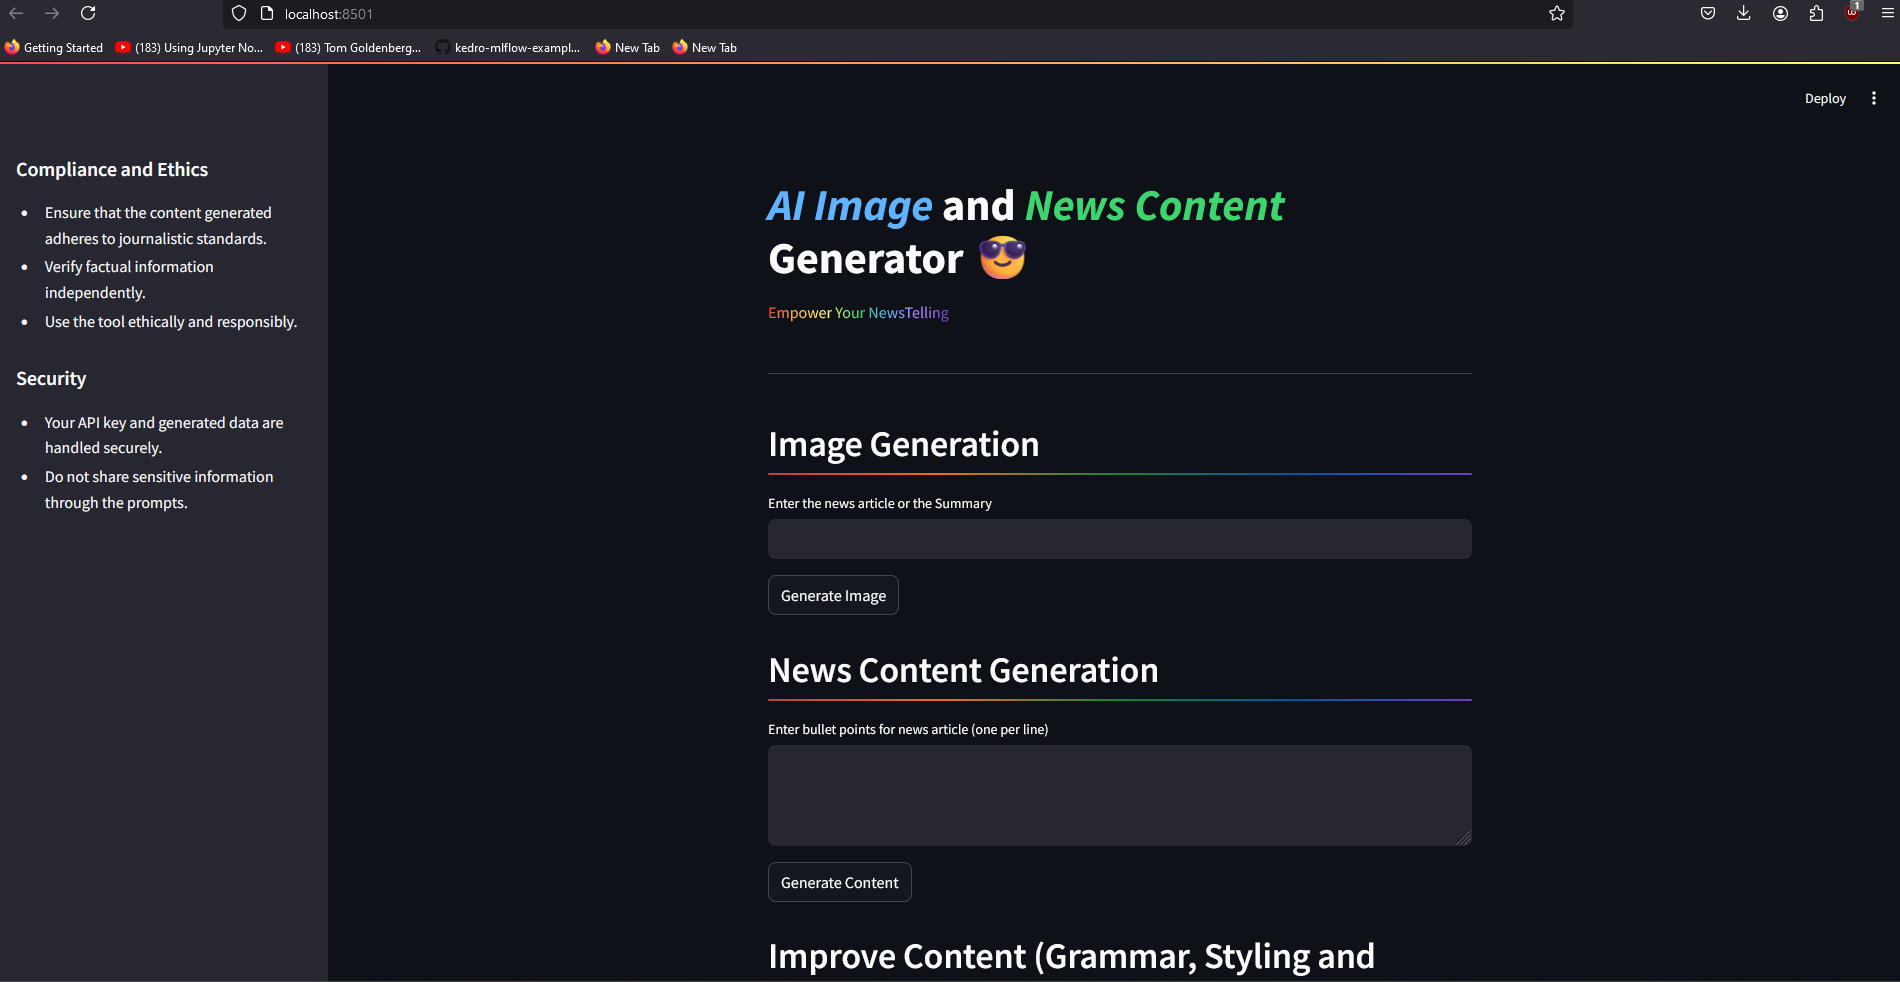 localhost:8501
1
Getting Started
(183) Using Jupyter No...
(183) Tom Goldenberg...
kedro-mlflow-exampl...
New Tab
New Tab
Deploy
Compliance and Ethics
Ensure that the content generated
adheres to journalistic standards.
Verify factual information
independently.
Use the tool ethically and responsibly.
Security
Your API key and generated data are
handled securely.
Do not share sensitive information
through the prompts.
AI Image and News Content
Generator
Empower Your NewsTelling
Image Generation
Enter the news article or the Summary
Generate Image
News Content Generation
Enter bullet points for news article (one per line)
Generate Content
Improve Content (Grammar, Styling and